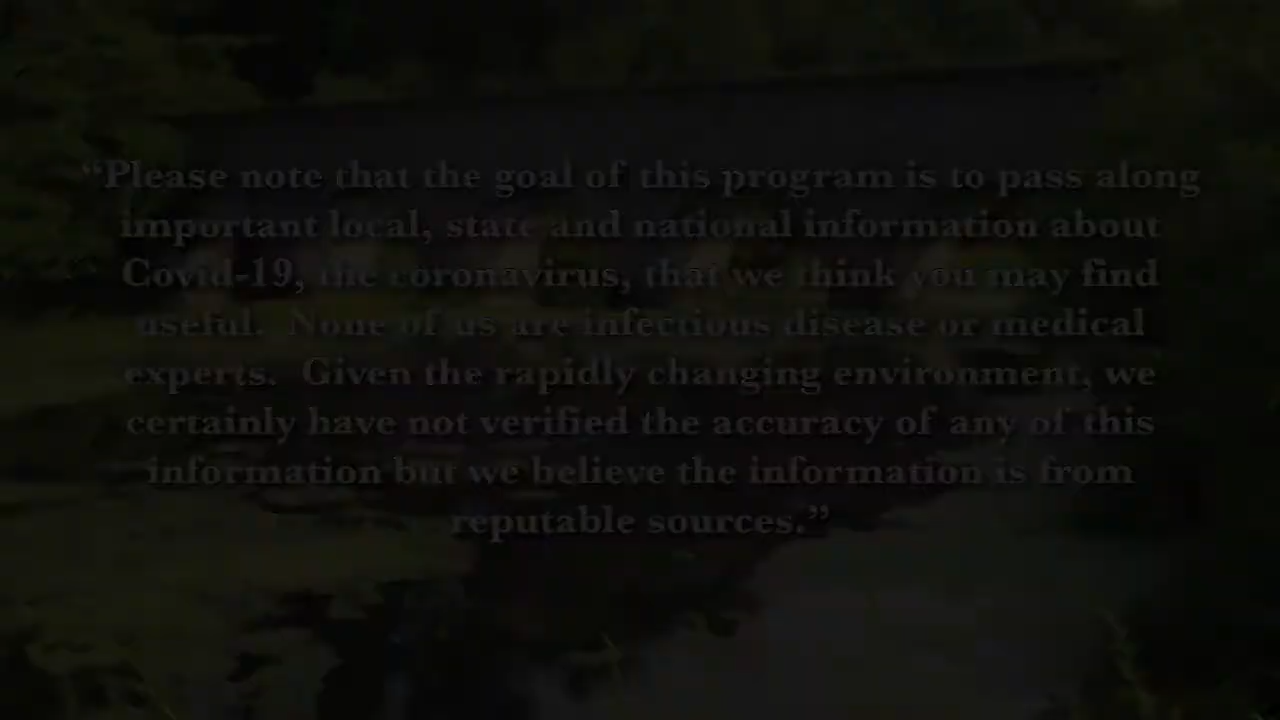 “Please note that the goal of this program is to pass along
important local, state and national information about
Covid-19, the coronavirus, that we think you may find
useful.  None of us are infectious disease or medical
experts.  Given the rapidly changing environment, we
certainly have not verified the accuracy of any of this
information but we believe the information is from
reputable sources.”